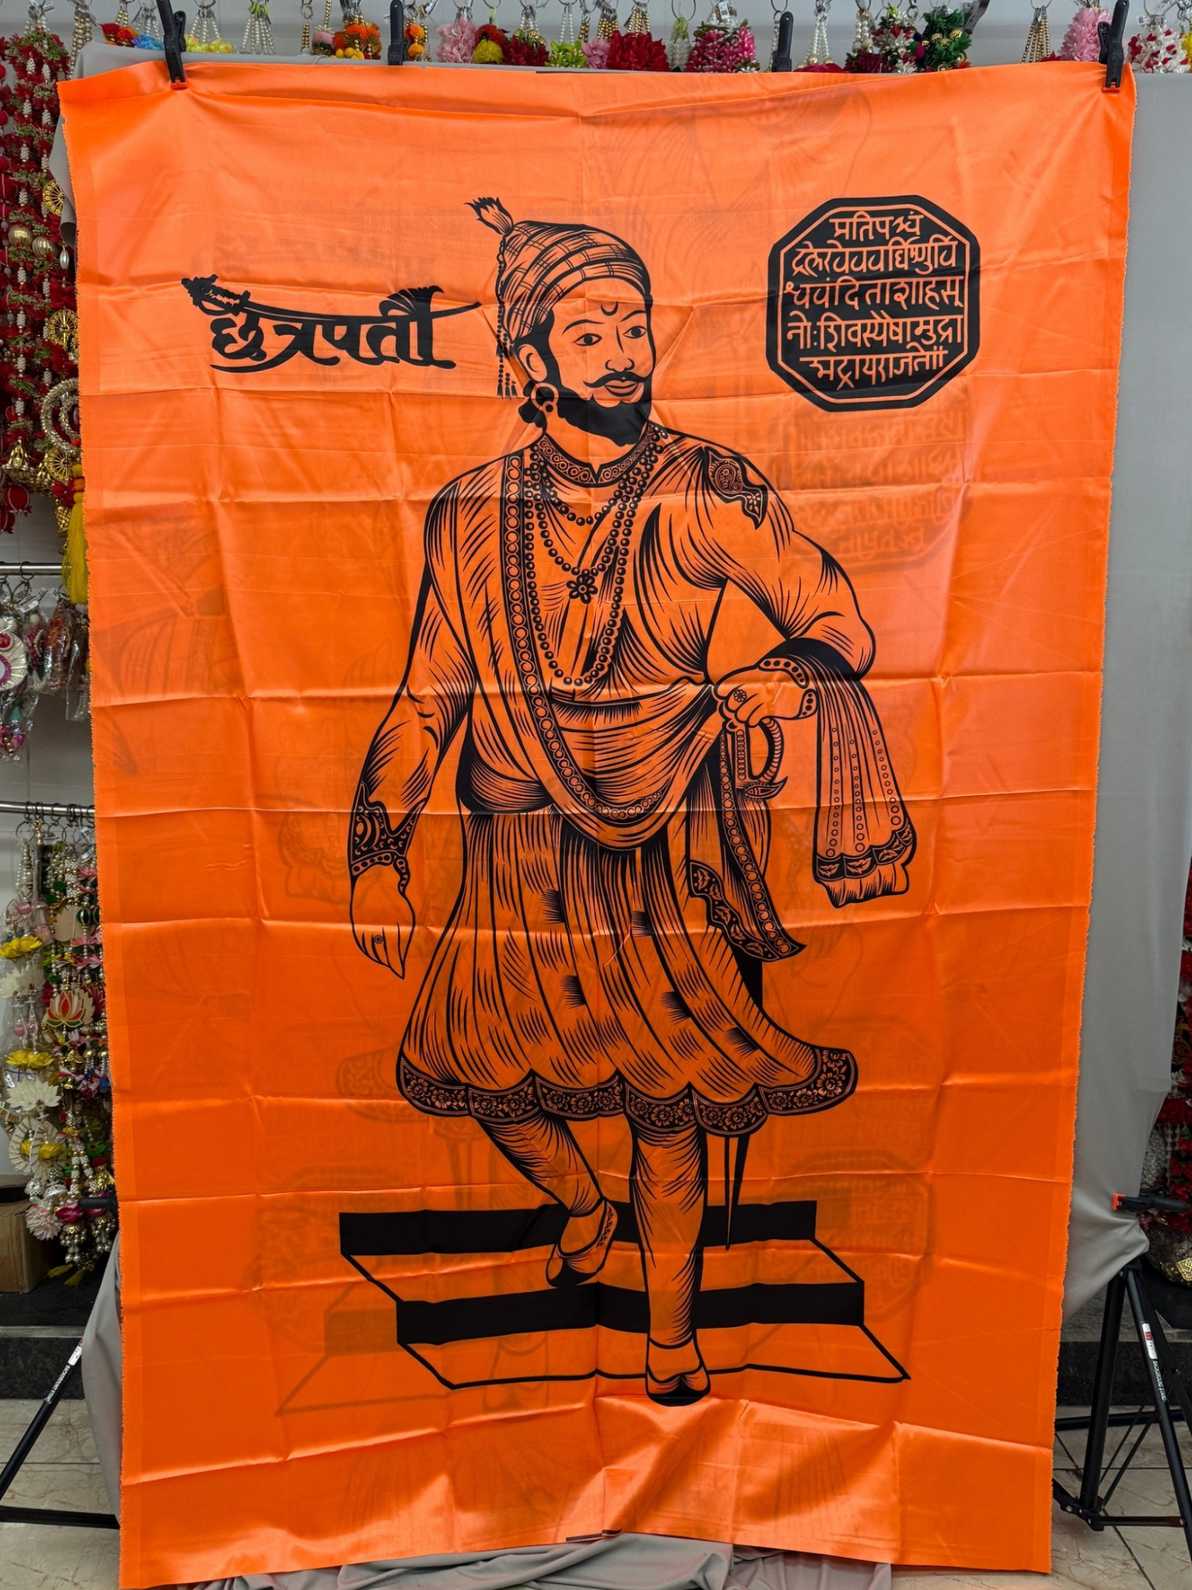 छत्रपती
प्रतिपच्चं
द्रलेखेववर्धिष्णुर्वि
श्ववंदिताशाहसू
नोःशिवस्येषामुद्रा
भद्रायराजते